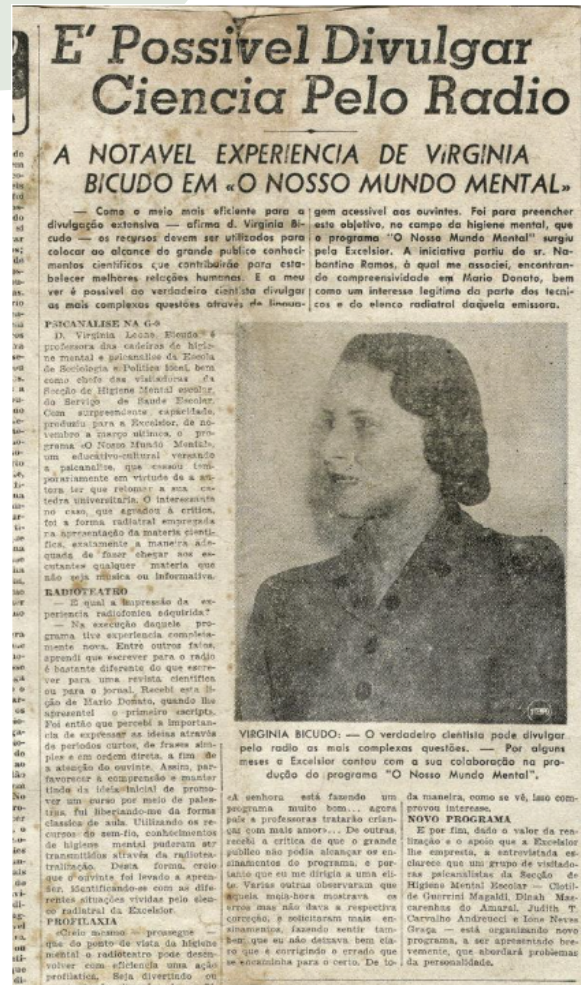 E' Possivel Divulgar
Ciencia Pelo Radio
A NOTAVEL EXPERIENCIA DE VIRGINIA
BICUDO EM «O NOSSO MUNDO MENTAL»
— Como o meio mais eficiente para a
divulgação extensiva — afirma d. Virginia Bi-
cudo — os recursos devem ser utilizados para
colocar ao alcance do grande publico conheci-
mentos cientificos que contribuirão para esta-
belecer melhores relações humanas. E a meu
ver é possivel ao verdadeiro cientista divulgar
as mais complexas questões através de lingua-
gem acessivel aos ouvintes. Foi para preencher
este objetivo, no campo da higiene mental, que
o programa "O Nosso Mundo Mental" surgiu
pela Excelsior. A iniciativa partiu do sr. Na-
bantino Ramos, à qual me associei, encontran-
do compreensividade em Mario Donato, bem
como um interesse legitimo da parte dos tecni-
cos e do elenco radiatral daquela emissora.
PSICANALISE NA G-9
D. Virginia Leone Bicudo é
professora das cadeiras de higie-
ne mental e psicanalise da Escola
de Sociologia e Politica local, bem
como chefe das visitadoras da
Secção de Higiene Mental escolar,
do Serviço de Saude Escolar.
Com surpreendente capacidade,
produziu para a Excelsior, de no-
vembro a março ultimos, o pro-
grama «O Nosso Mundo Mental»,
um educativo-cultural versando
a psicanalise, que cessou tem-
porariamente em virtude de a au-
tora ter que retomar a sua ca-
tedra universitaria. O interessante
no caso, que agradou à critica,
foi a forma radiatral empregada
na apresentação da materia cienti-
fica, exatamente a maneira ade-
quada de fazer chegar aos es-
cutantes qualquer materia que
não seja musica ou informativa.
RADIOTEATRO
— E qual a impressão da ex-
periencia radiofonica adquirida?
— Na execução daquele pro-
grama tive experiencia completa-
mente nova. Entre outros fatos,
aprendi que escrever para o radio
é bastante diferente do que escre-
ver para uma revista cientifica
ou para o jornal. Recebi esta li-
ção de Mario Donato, quando lhe
apresentei o primeiro escripts.
Foi então que percebi a importan-
cia de expressar as ideias através
de periodos curtos, de frases sim-
ples e em ordem direta, a fim de
a atenção do ouvinte. Assim, par-
favorecer a compreensão e manter
tindo da ideia inicial de promo-
ver um curso por meio de pales-
tra, fui libertando-me da forma
classica de aula. Utilizando os re-
cursos do sem-fio, conhecimentos
de higiene mental puderam ser
transmitidos através da radiotea-
tralização. Desta forma, creio
que o ouvinte foi levado a apren-
der, identificando-se com as dife-
rentes situações vividas pelo elen-
co radiatral da Excelsior.
PROFILAXIA
«Creio mesmo — prossegue —
que do ponto de vista da higiene
mental o radioteatro pode desen-
volver com eficiencia uma ação
profilatica. Seja divertindo ou
VIRGINIA BICUDO: — O verdadeiro cientista pode divulgar
pelo radio as mais complexas questões. — Por alguns
meses a Excelsior contou com a sua colaboração na pro-
dução do programa "O Nosso Mundo Mental".
«A senhora está fazendo um
programa muito bom... agora
pais e professoras tratarão crian-
ças com mais amor»... De outras,
recebi a critica de que o grande
público não podia alcançar os en-
sinamentos do programa, e por-
tanto que eu me dirigia a uma eli-
te. Varias outras observaram que
aquela meia-hora mostrava os
erros mas não dava a respectiva
correção, e solicitaram mais en-
sinamentos, fazendo sentir tam-
bem que eu não deixava bem cla-
ro que é corrigindo o errado que
se encaminha para o certo. De to-
da maneira, como se vê, isso com-
provou interesse.
NOVO PROGRAMA
E por fim, dado o valor da rea-
lização e o apoio que a Excelsior
lhe empresta, a entrevistada es-
clarece que um grupo de visitado-
ras psicanalistas da Secção de
Higiene Mental Escolar — Clotil-
de Guerrini Magaldi, Dinah Mas-
carenhas do Amaral, Judith T.
Carvalho Andreucci e Ione Neves
Graça — está organizando novo
programa, a ser apresentado bre-
vemente, que abordará problemas
da personalidade.